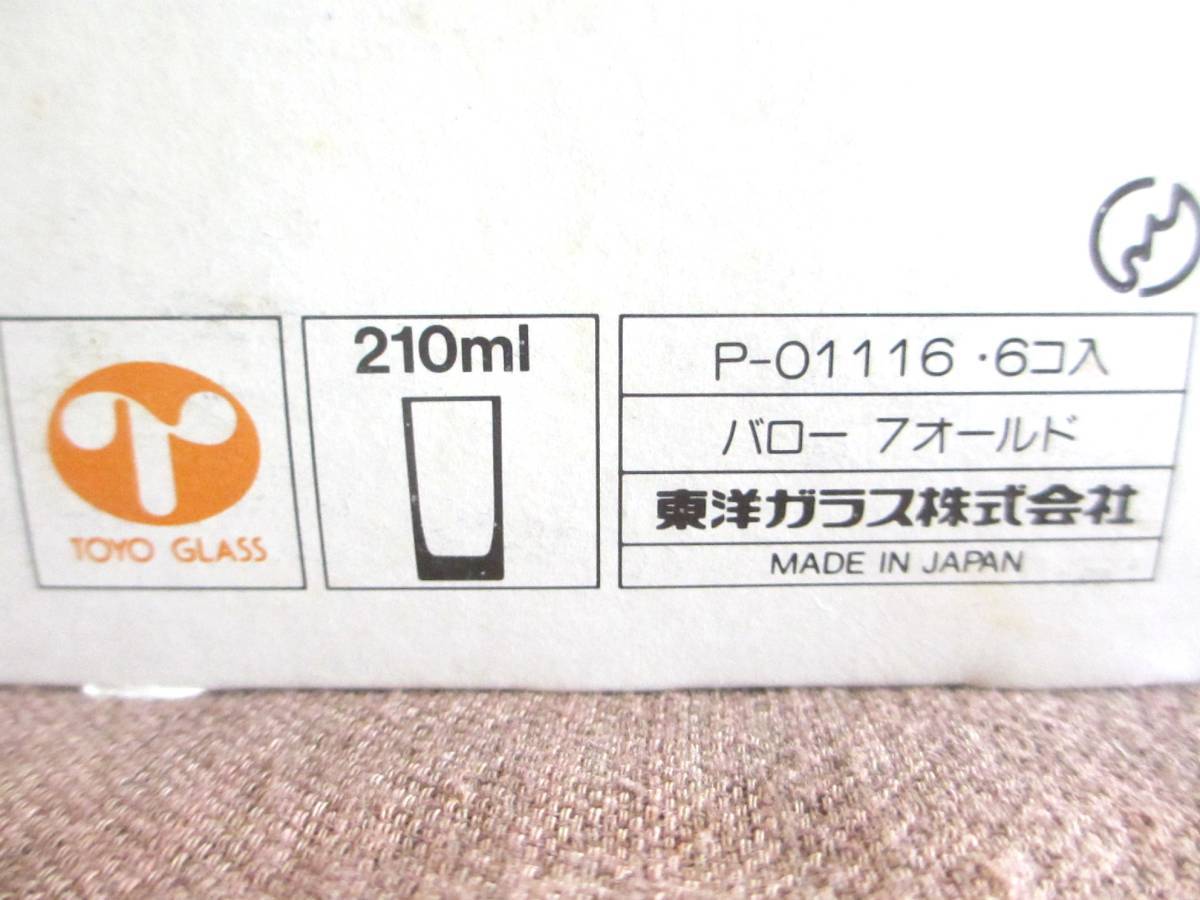 TOYO GLASS
210ml
P-01116・6コ入
バロー 7オールド
東洋ガラス株式会社
MADE IN JAPAN